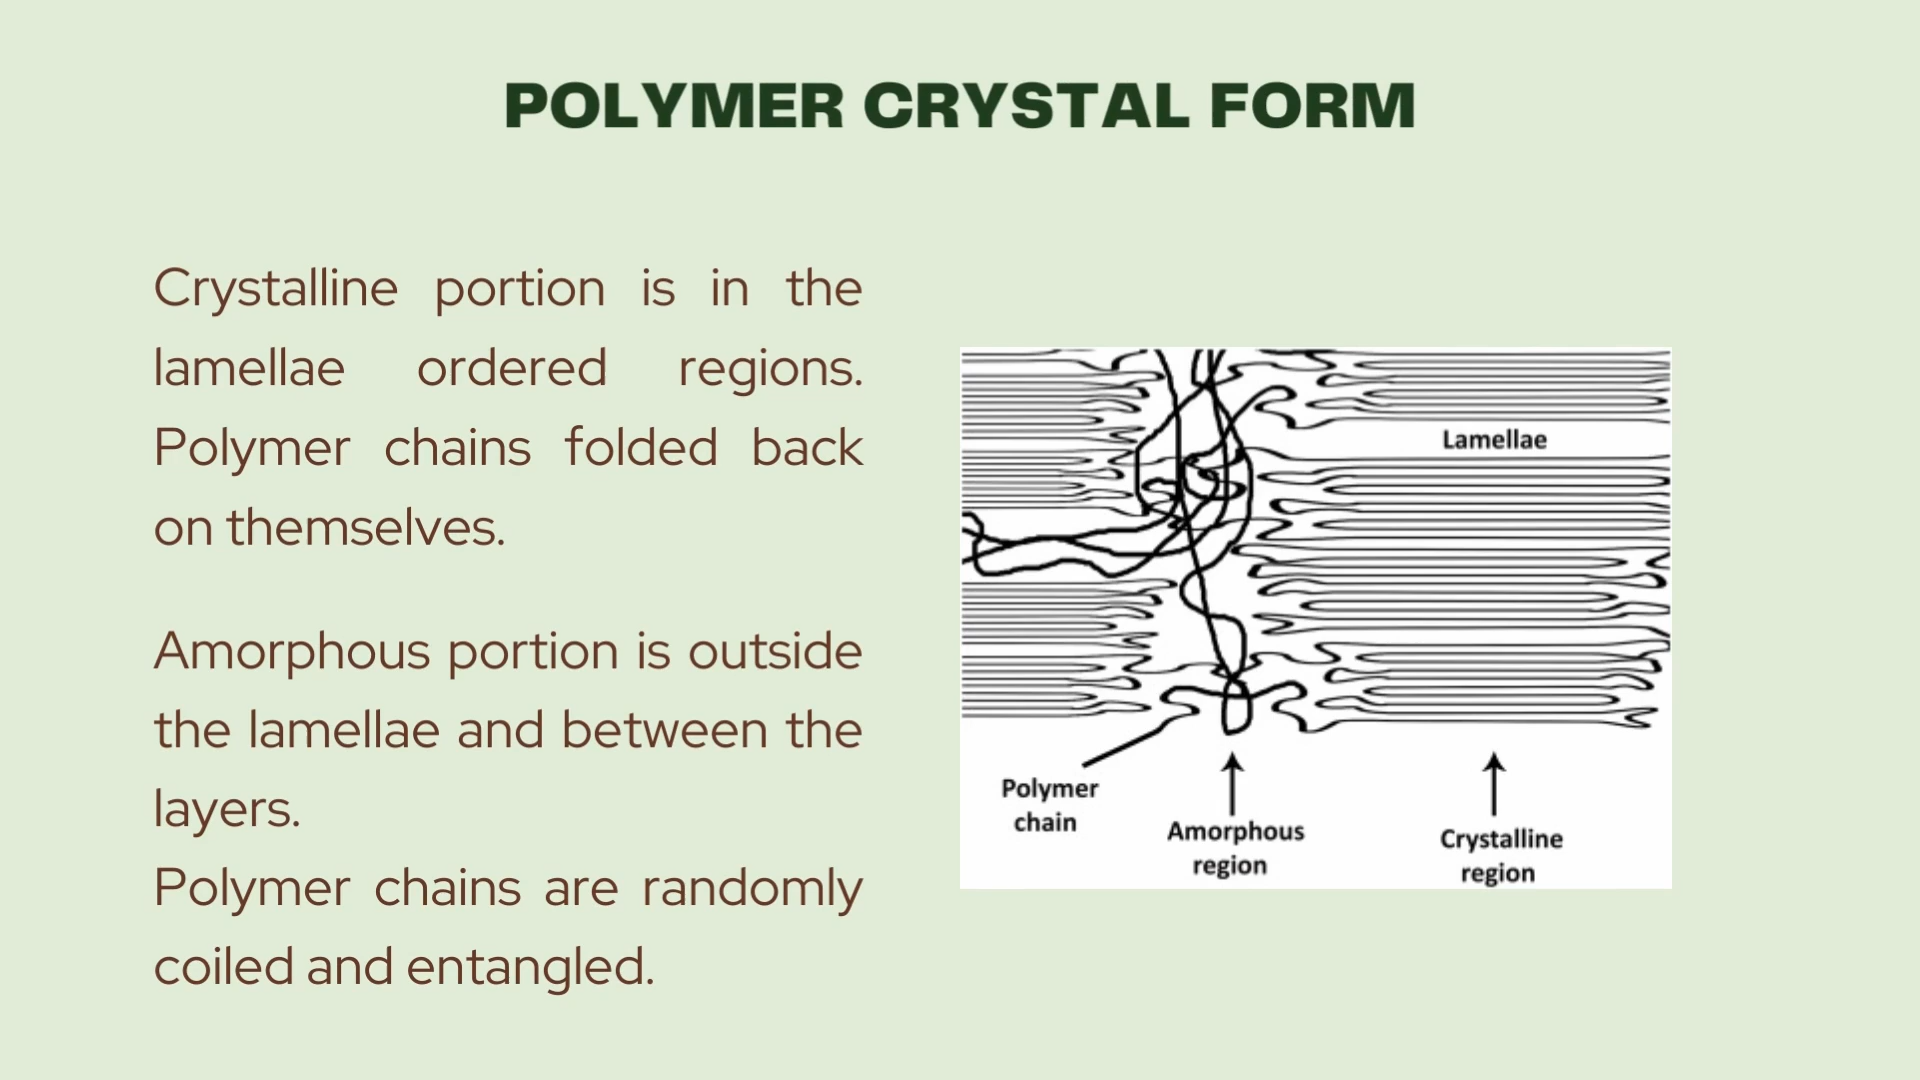 POLYMER CRYSTAL FORM
Crystalline portion is in the
lamellae ordered regions.
Polymer chains folded back
on themselves.
Amorphous portion is outside
the lamellae and between the
layers.
Polymer chains are randomly
coiled and entangled.
Lamellae
Polymer
chain
Amorphous
region
Crystalline
region